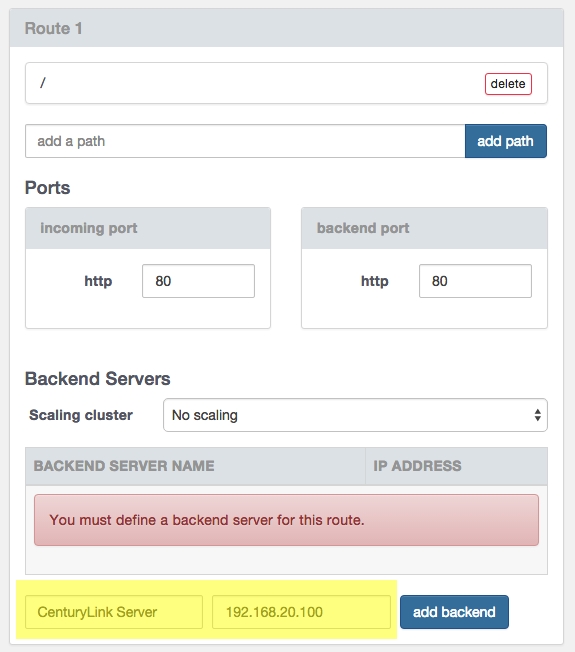 Route 1
/ delete
add a path add path
Ports
incoming port backend port
http 80 http 80
Backend Servers
Scaling cluster No scaling
BACKEND SERVER NAME IP ADDRESS
You must define a backend server for this route.
CenturyLink Server 192.168.20.100 add backend